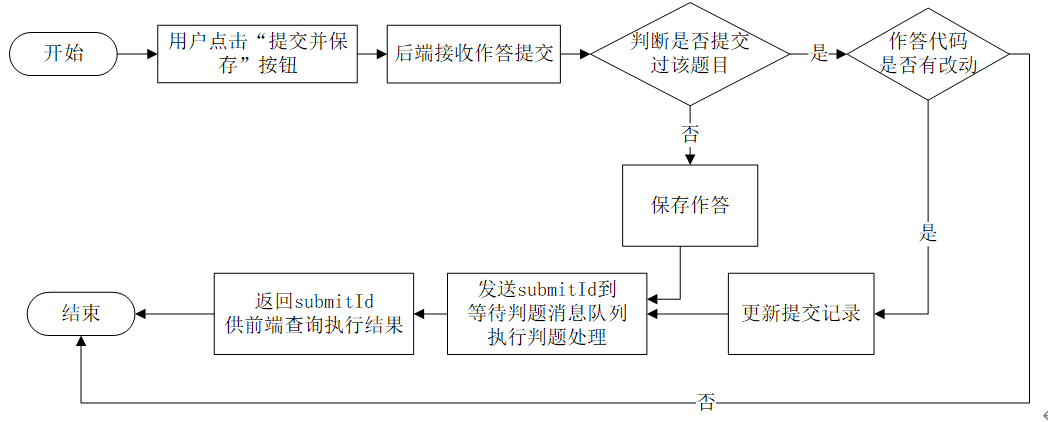 开始
用户点击“提交并保
存”按钮
后端接收作答提交
判断是否提交
过该题目
是
作答代码
是否有改动
否
保存作答
是
结束
返回submitId
供前端查询执行结果
发送submitId到
等待判题消息队列
执行判题处理
更新提交记录
否